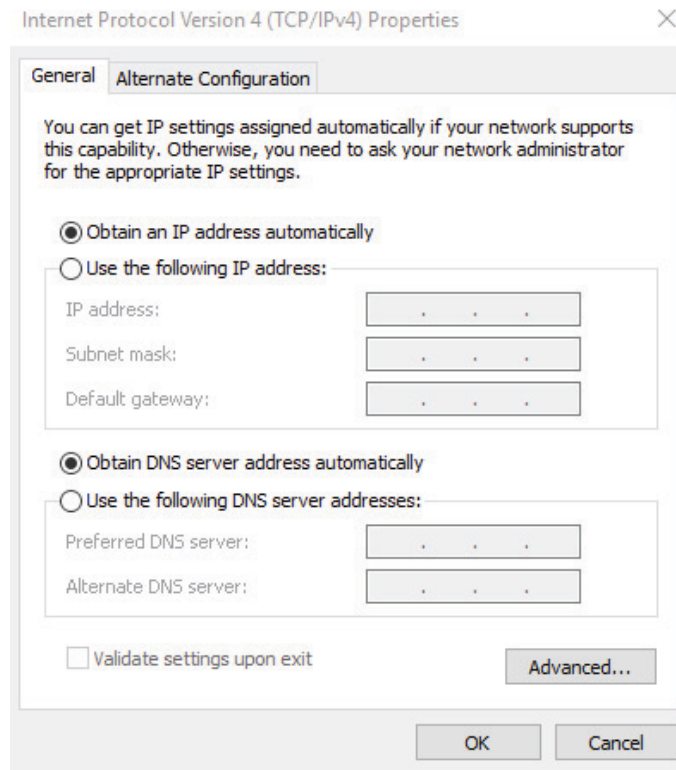 Internet Protocol Version 4 (TCP/IPv4) Properties
General
Alternate Configuration
You can get IP settings assigned automatically if your network supports
this capability. Otherwise, you need to ask your network administrator
for the appropriate IP settings.
Obtain an IP address automatically
Use the following IP address:
IP address:
Subnet mask:
Default gateway:
Obtain DNS server address automatically
Use the following DNS server addresses:
Preferred DNS server:
Alternate DNS server:
Validate settings upon exit
Advanced...
OK
Cancel